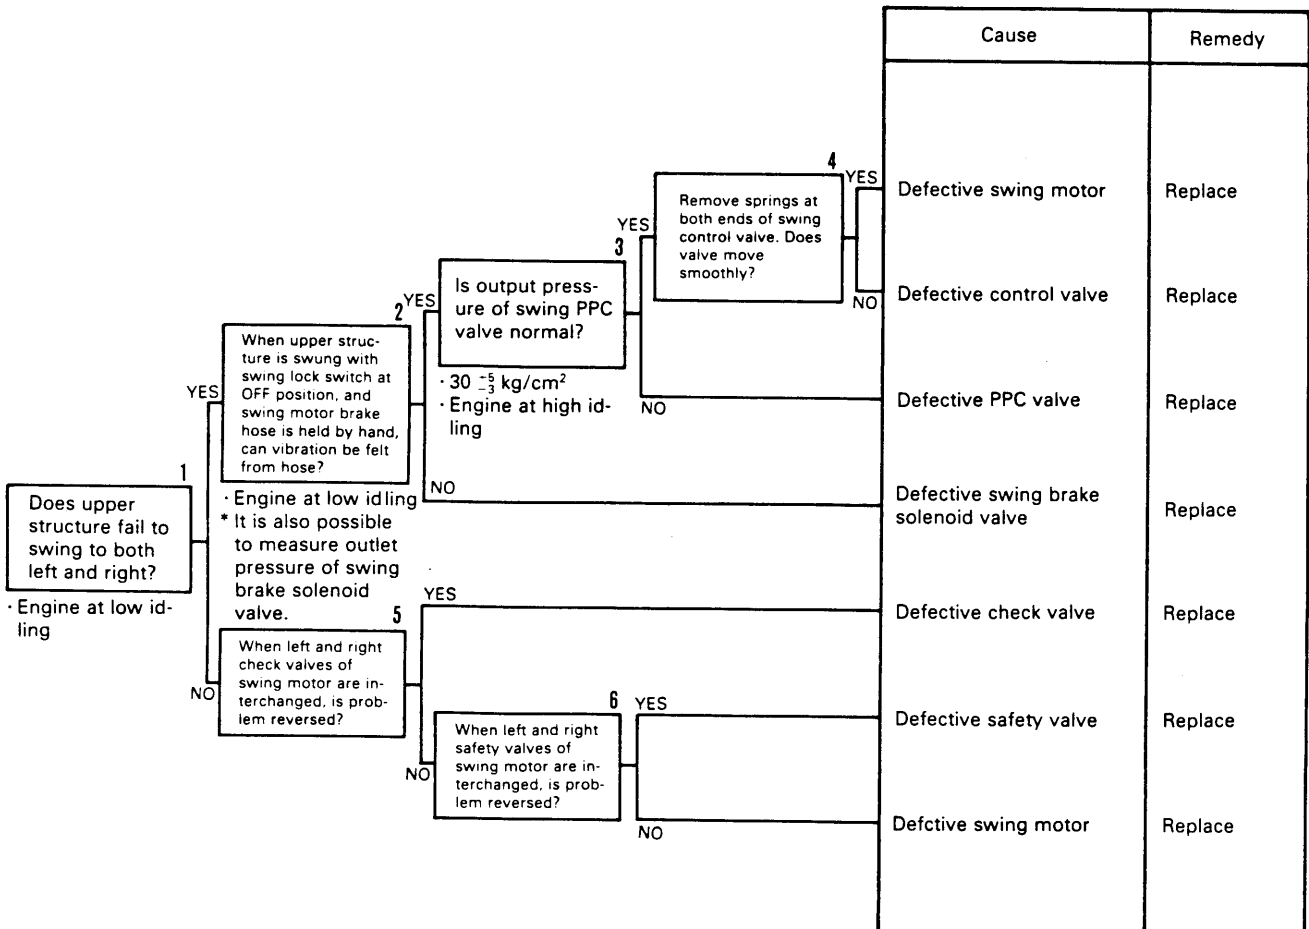 Cause
Remedy
4
YES
Remove springs at
both ends of swing
control valve. Does
valve move
smoothly?
NO
Defective swing motor
Replace
Defective control valve
Replace
YES
3
Is output press-
ure of swing PPC
valve normal?
· 30 −5 −3 kg/cm²
· Engine at high id-
ling
NO
Defective PPC valve
Replace
YES
2
When upper struc-
ture is swung with
swing lock switch at
OFF position, and
swing motor brake
hose is held by hand,
can vibration be felt
from hose?
· Engine at low idling
* It is also possible
to measure outlet
pressure of swing
brake solenoid
valve.
NO
Defective swing brake
solenoid valve
Replace
YES
1
Does upper
structure fail to
swing to both
left and right?
· Engine at low id-
ling
NO
5
When left and right
check valves of
swing motor are in-
terchanged, is prob-
lem reversed?
YES
Defective check valve
Replace
NO
6
When left and right
safety valves of
swing motor are in-
terchanged, is prob-
lem reversed?
YES
Defective safety valve
Replace
NO
Defctive swing motor
Replace